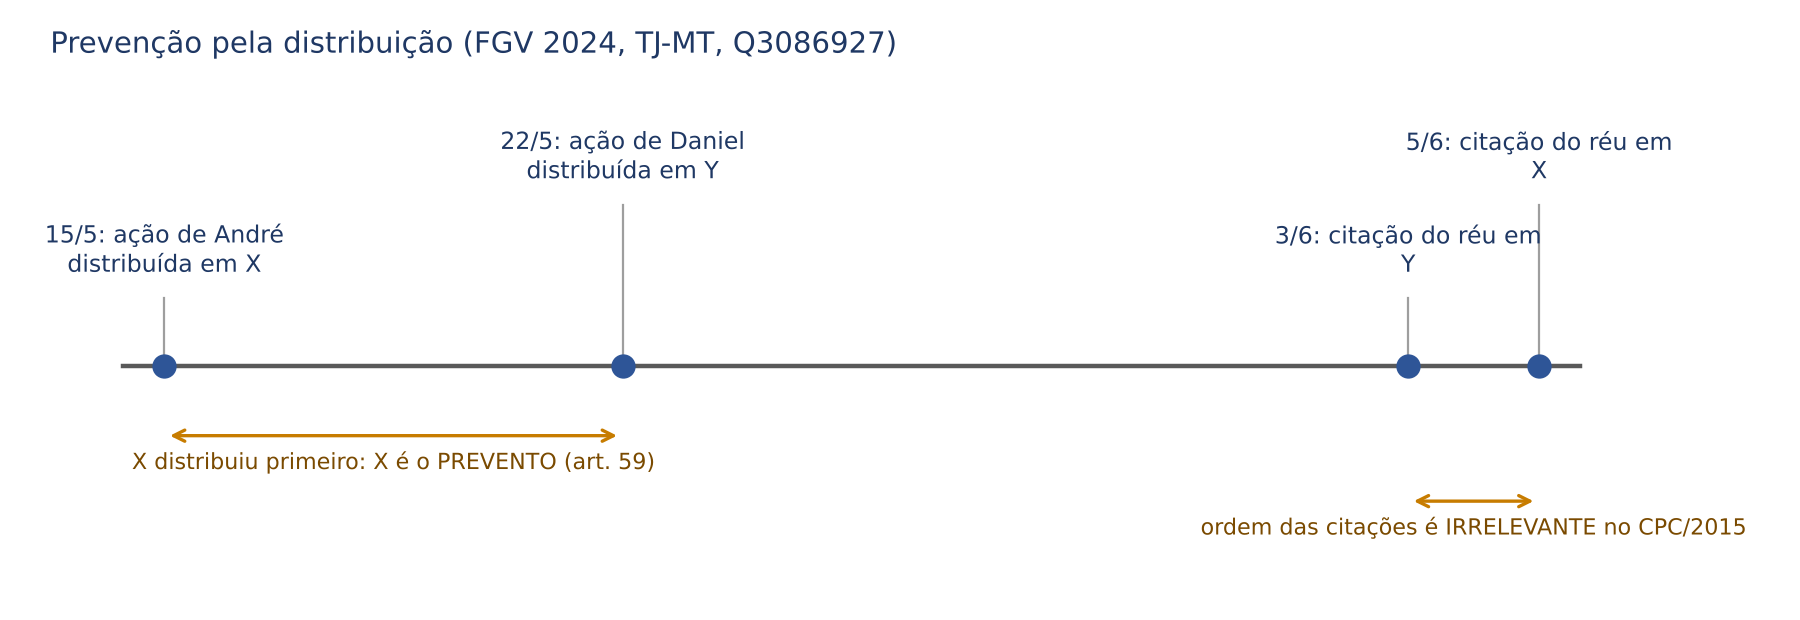 Prevenção pela distribuição (FGV 2024, TJ-MT, Q3086927)
15/5: ação de André
distribuída em X
22/5: ação de Daniel
distribuída em Y
3/6: citação do réu em
Y
5/6: citação do réu em
X
X distribuiu primeiro: X é o PREVENTO (art. 59)
ordem das citações é IRRELEVANTE no CPC/2015